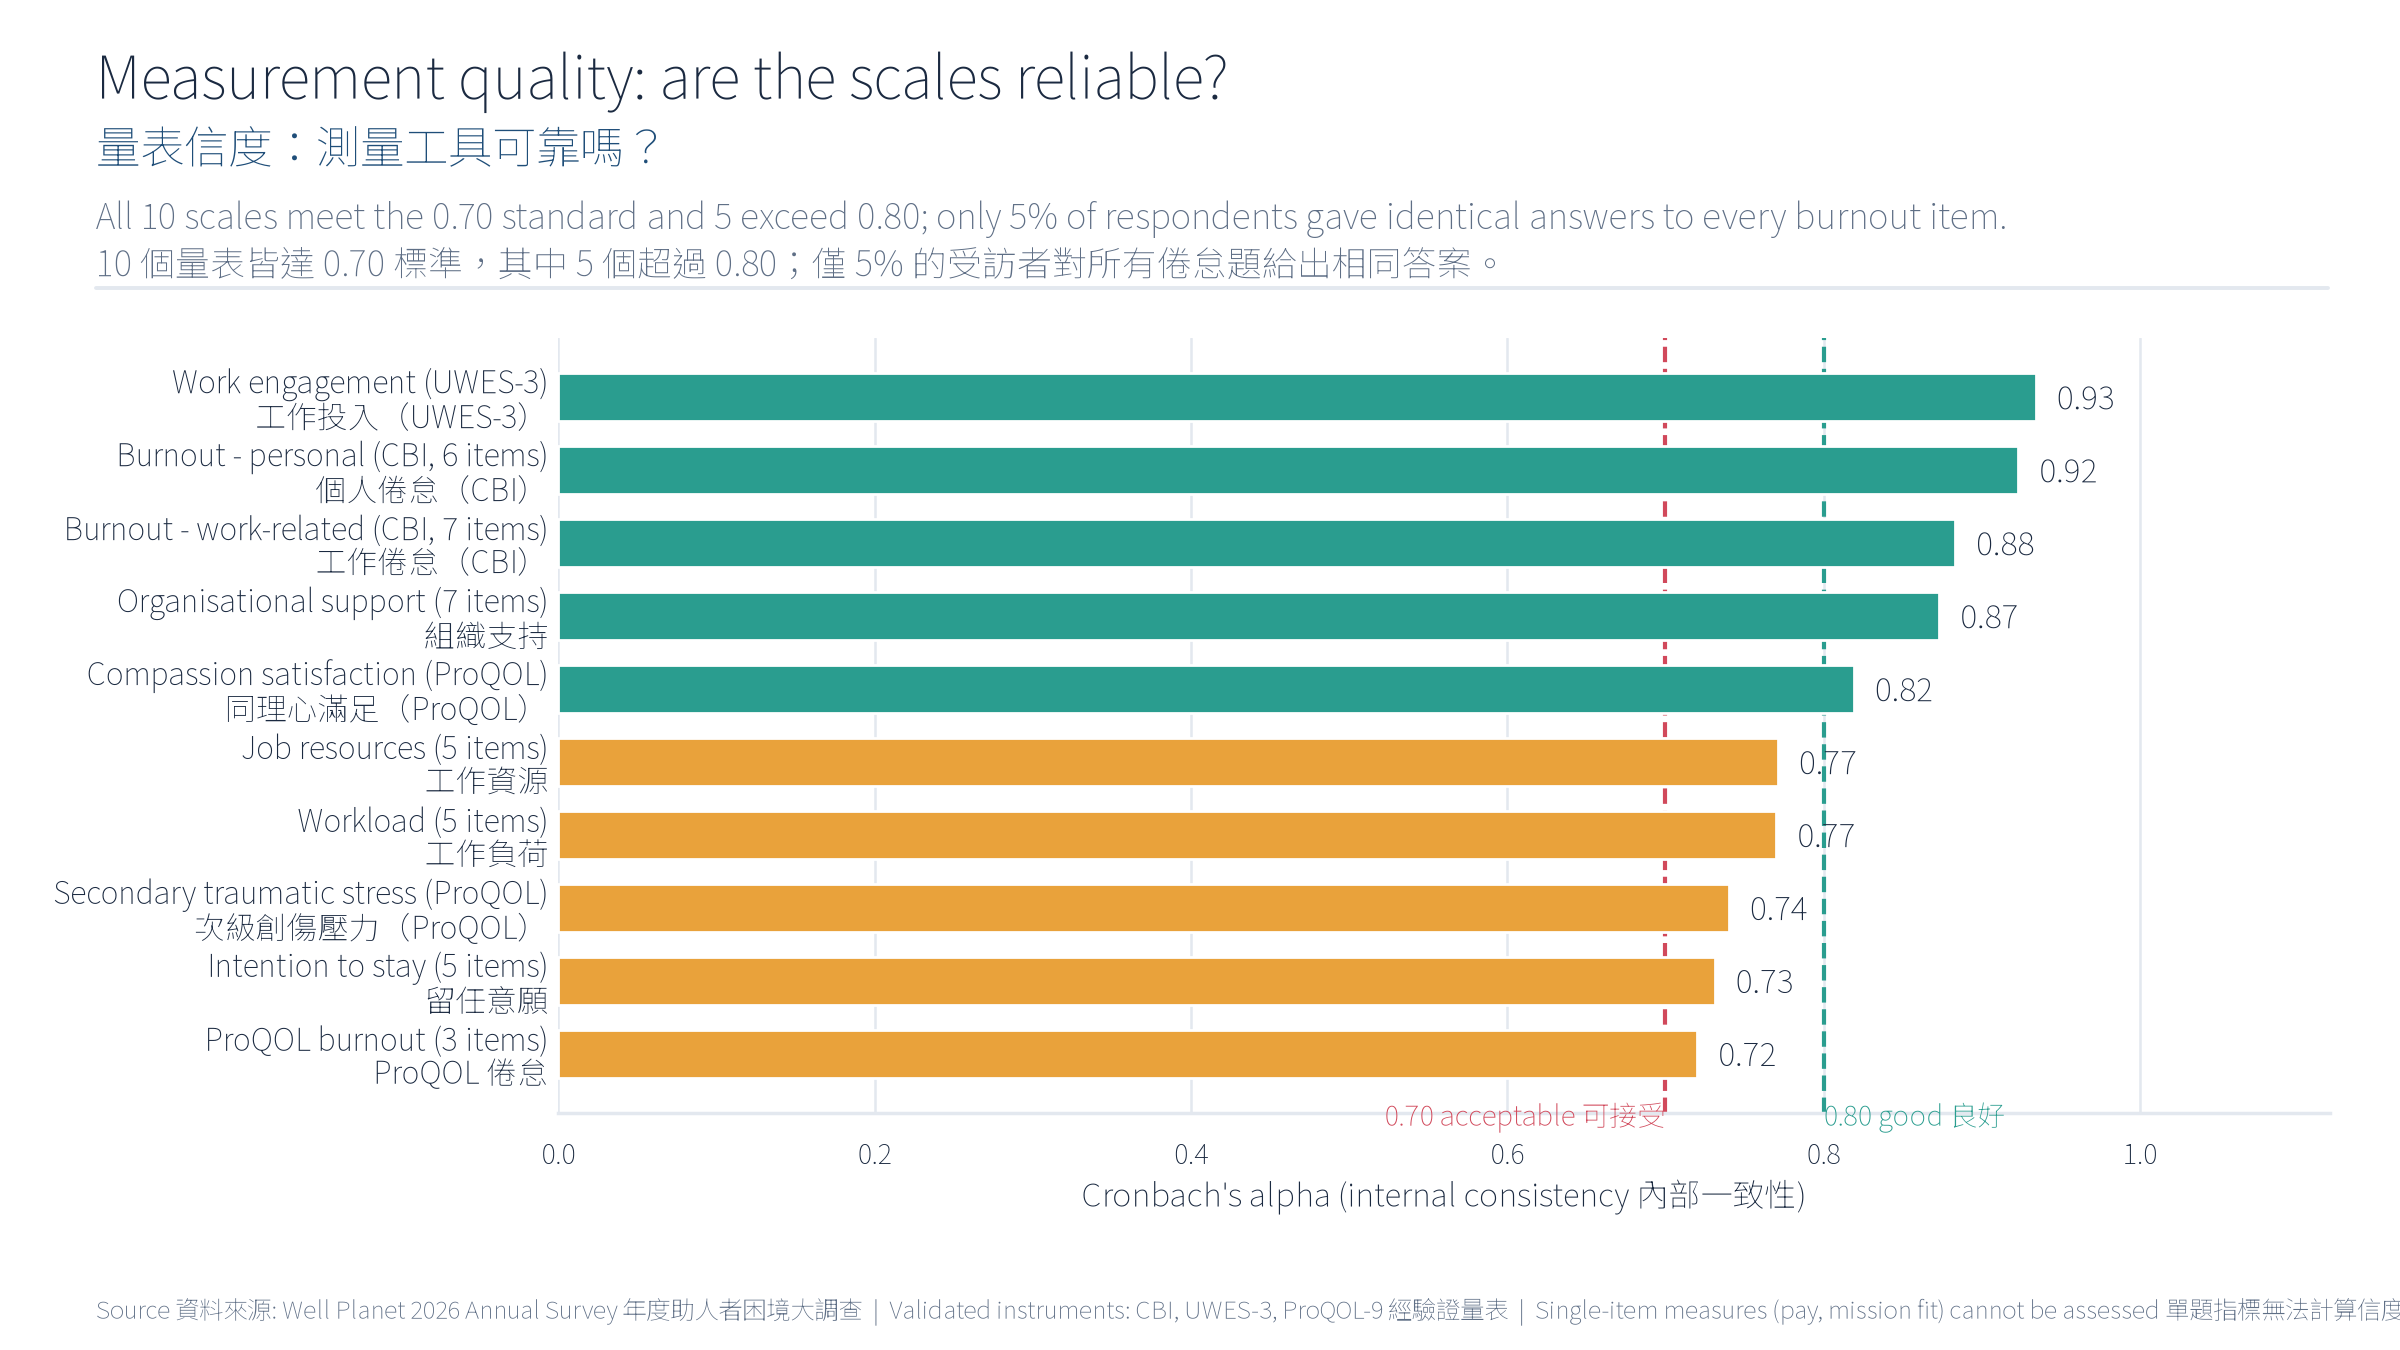 Measurement quality: are the scales reliable?
量表信度：測量工具可靠嗎？
All 10 scales meet the 0.70 standard and 5 exceed 0.80; only 5% of respondents gave identical answers to every burnout item.
10 個量表皆達 0.70 標準，其中 5 個超過 0.80；僅 5% 的受訪者對所有倦怠題給出相同答案。
Work engagement (UWES-3)
工作投入（UWES-3）
0.93
Burnout - personal (CBI, 6 items)
個人倦怠（CBI）
0.92
Burnout - work-related (CBI, 7 items)
工作倦怠（CBI）
0.88
Organisational support (7 items)
組織支持
0.87
Compassion satisfaction (ProQOL)
同理心滿足（ProQOL）
0.82
Job resources (5 items)
工作資源
0.77
Workload (5 items)
工作負荷
0.77
Secondary traumatic stress (ProQOL)
次級創傷壓力（ProQOL）
0.74
Intention to stay (5 items)
留任意願
0.73
ProQOL burnout (3 items)
ProQOL 倦怠
0.72
0.70 acceptable 可接受
0.80 good 良好
0.0 0.2 0.4 0.6 0.8 1.0
Cronbach's alpha (internal consistency 內部一致性)
Source 資料來源: Well Planet 2026 Annual Survey 年度助人者困境大調查 | Validated instruments: CBI, UWES-3, ProQOL-9 經驗證量表 | Single-item measures (pay, mission fit) cannot be assessed 單題指標無法計算信度